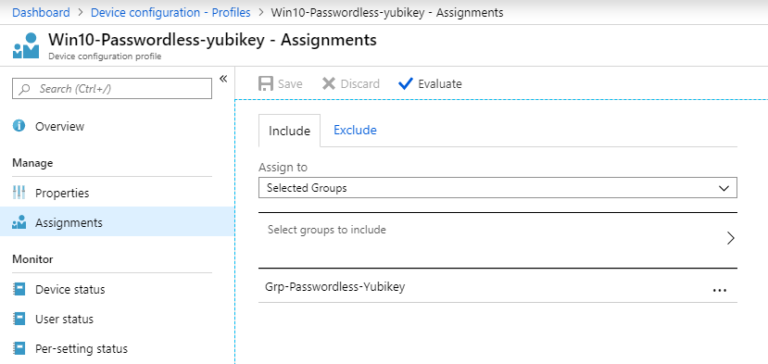 Dashboard > Device configuration - Profiles > Win10-Passwordless-yubikey - Assignments
Win10-Passwordless-yubikey - Assignments
Device configuration profile
Search (Ctrl+/)
«
Save Discard Evaluate
Overview
Manage
Properties
Assignments
Monitor
Device status
User status
Per-setting status
Include Exclude
Assign to
Selected Groups
Select groups to include
Grp-Passwordless-Yubikey ...